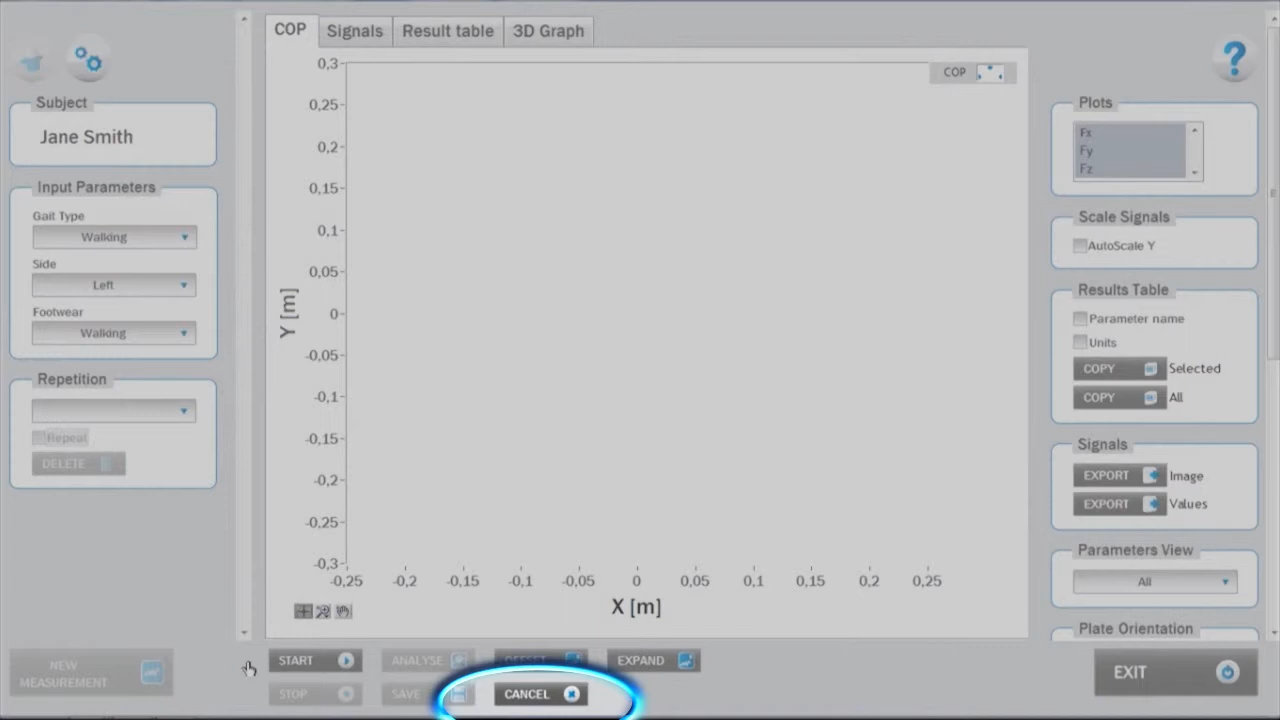 COP
Signals
Result table
3D Graph
Subject
Jane Smith
Input Parameters
Gait Type
Walking
Side
Left
Footwear
Walking
Repetition
Repeat
DELETE
COP
0,3
0,25
0,2
0,15
0,1
0,05
0
-0,05
-0,1
-0,15
-0,2
-0,25
-0,3
Y [m]
-0,25 -0,2 -0,15 -0,1 -0,05 0 0,05 0,1 0,15 0,2 0,25
X [m]
?
Plots
Fx
Fy
Fz
Scale Signals
AutoScale Y
Results Table
Parameter name
Units
COPY Selected
COPY All
Signals
EXPORT Image
EXPORT Values
Parameters View
All
Plate Orientation
NEW
MEASUREMENT
START
ANALYSE
OFFSET
EXPAND
STOP
SAVE
CANCEL
EXIT